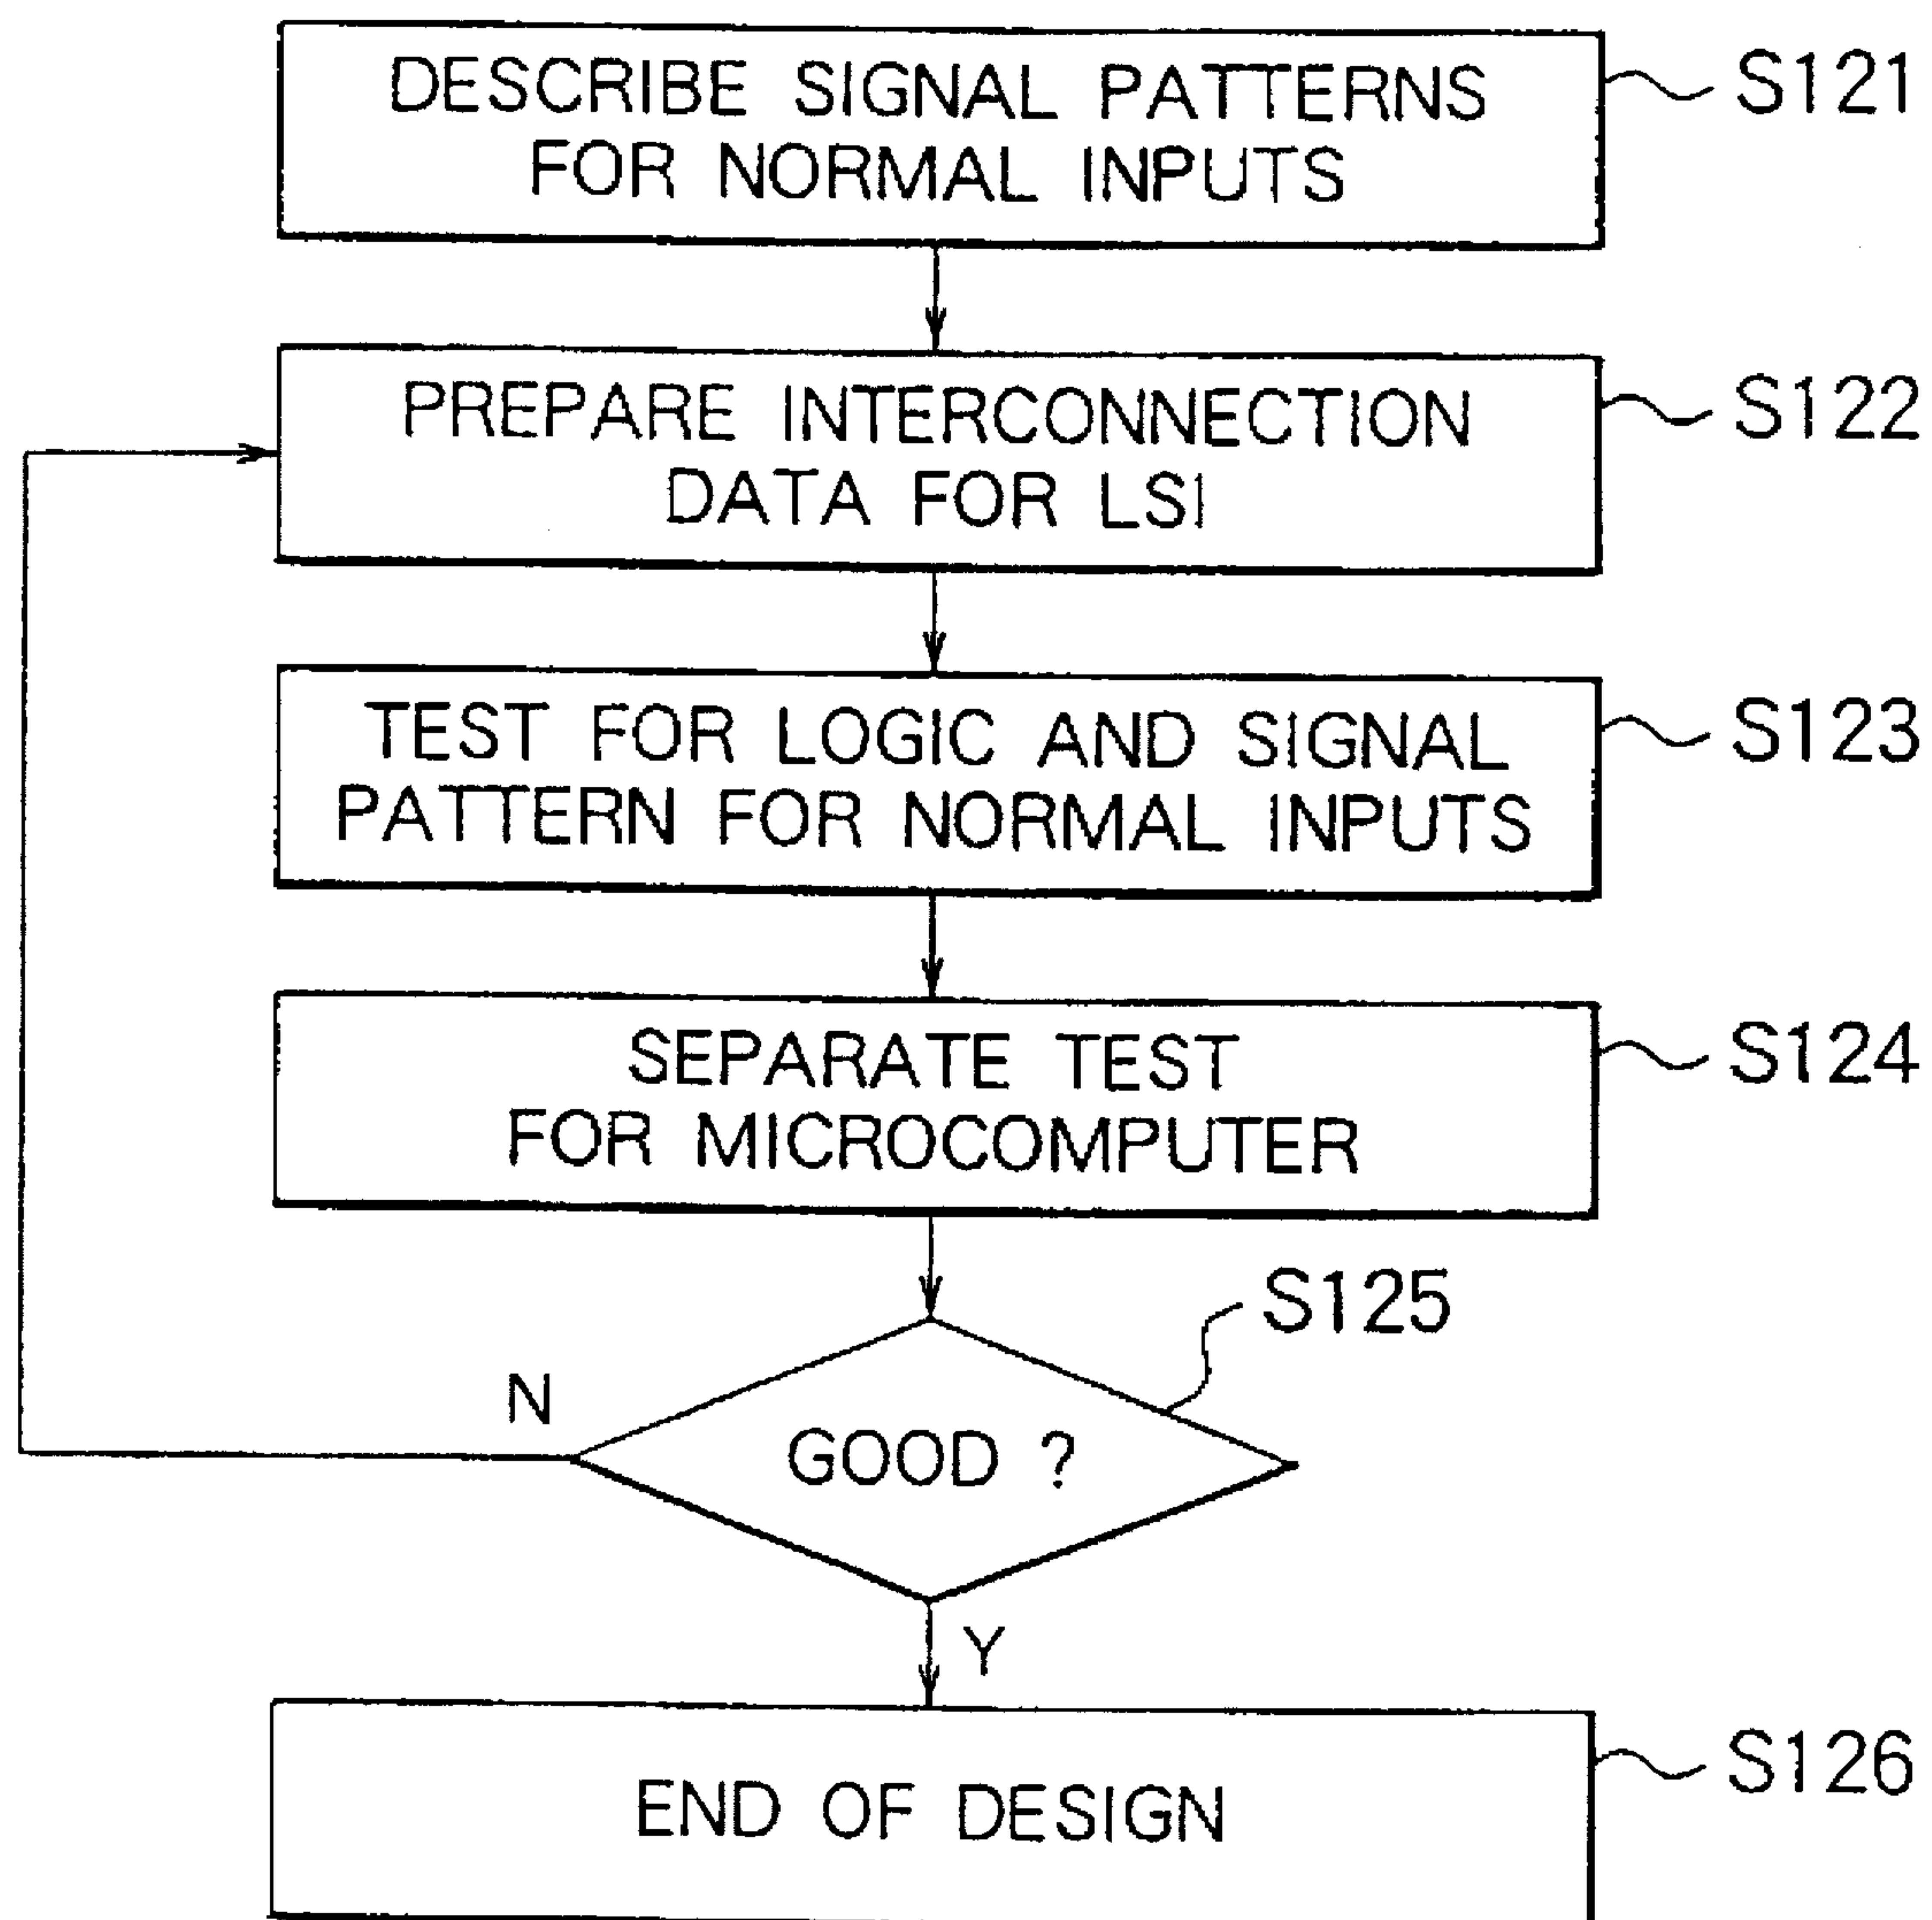 DESCRIBE SIGNAL PATTERNS
FOR NORMAL INPUTS
S121
PREPARE INTERCONNECTION
DATA FOR LSI
S122
TEST FOR LOGIC AND SIGNAL
PATTERN FOR NORMAL INPUTS
S123
SEPARATE TEST
FOR MICROCOMPUTER
S124
S125
N
GOOD ?
Y
END OF DESIGN
S126